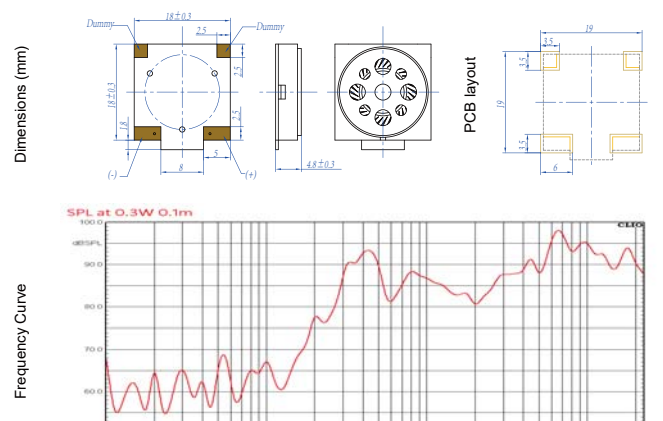 Dimensions (mm)
18±0.3
2.5
Dummy
Dummy
2.5
18±0.3
2.5
1.8
5
8
(-)
(+)
4.8±0.3
PCB layout
19
3.5
3.5
19
3.5
6
Frequency Curve
SPL at 0.3W 0.1m
100.0
CLIO
dBSPL
90.0
80.0
70.0
60.0